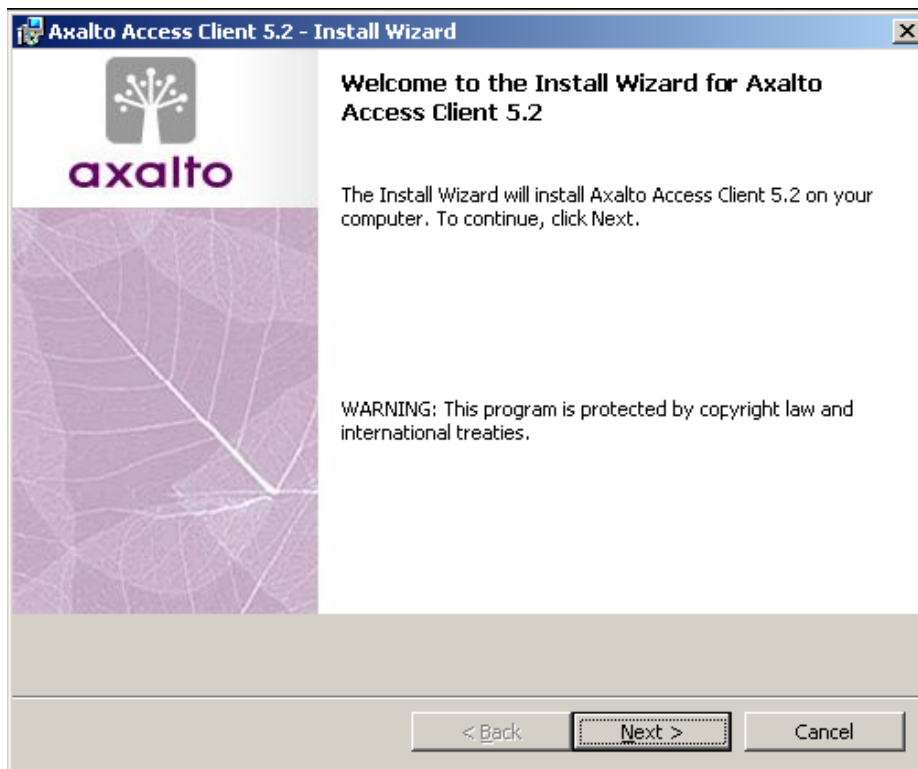 Axalto Access Client 5.2 - Install Wizard
axalto
Welcome to the Install Wizard for Axalto
Access Client 5.2
The Install Wizard will install Axalto Access Client 5.2 on your
computer. To continue, click Next.
WARNING: This program is protected by copyright law and
international treaties.
< Back
Next >
Cancel